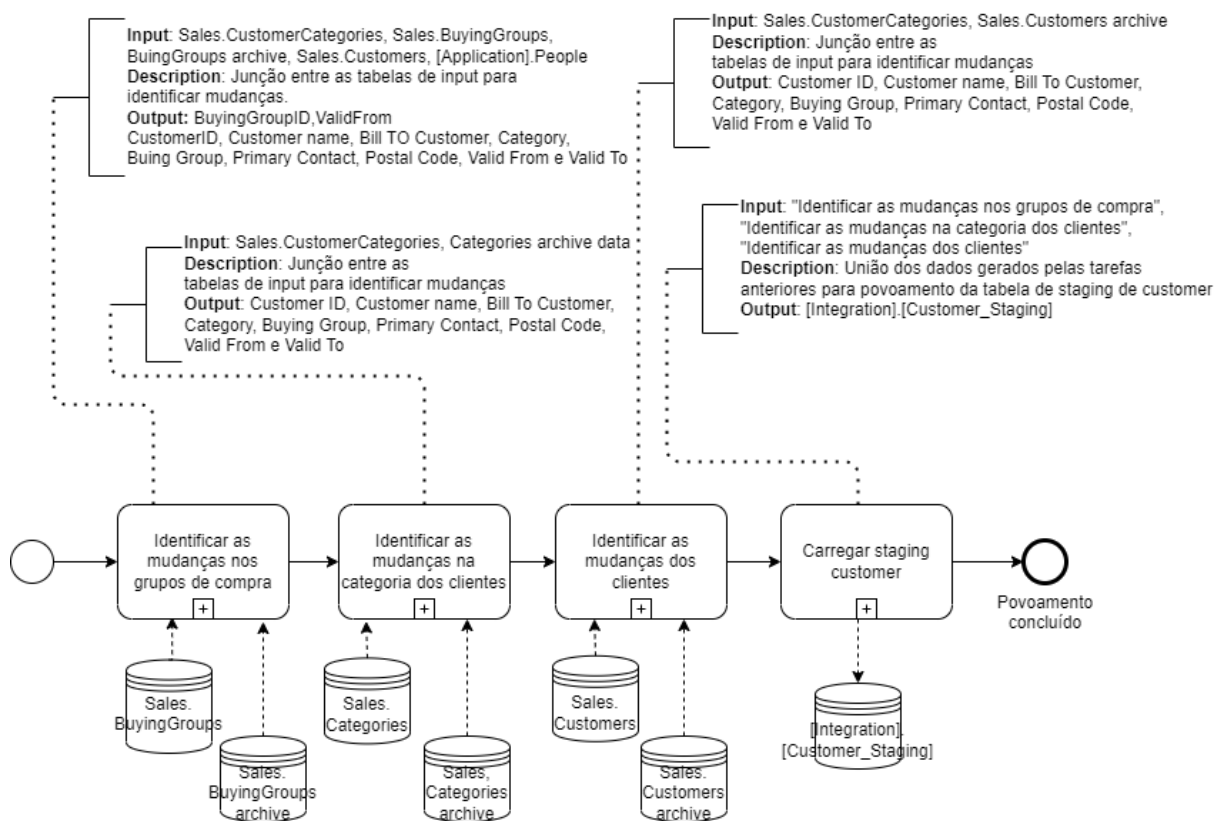 Input: Sales.CustomerCategories, Sales.BuyingGroups,
BuingGroups archive, Sales.Customers, [Application].People
Description: Junção entre as tabelas de input para
identificar mudanças.
Output: BuyingGroupID,ValidFrom
CustomerID, Customer name, Bill TO Customer, Category,
Buing Group, Primary Contact, Postal Code, Valid From e Valid To
Input: Sales.CustomerCategories, Sales.Customers archive
Description: Junção entre as
tabelas de input para identificar mudanças
Output: Customer ID, Customer name, Bill To Customer,
Category, Buying Group, Primary Contact, Postal Code,
Valid From e Valid To
Input: Sales.CustomerCategories, Categories archive data
Description: Junção entre as
tabelas de input para identificar mudanças
Output: Customer ID, Customer name, Bill To Customer,
Category, Buying Group, Primary Contact, Postal Code,
Valid From e Valid To
Input: "Identificar as mudanças nos grupos de compra",
"Identificar as mudanças na categoria dos clientes",
"Identificar as mudanças dos clientes"
Description: União dos dados gerados pelas tarefas
anteriores para povoamento da tabela de staging de customer
Output: [Integration].[Customer_Staging]
Identificar as
mudanças nos
grupos de compra
Identificar as
mudanças na
categoria dos clientes
Identificar as
mudanças dos
clientes
Carregar staging
customer
Povoamento
concluído
Sales.
BuyingGroups
Sales.
BuyingGroups
archive
Sales.
Categories
Sales,
Categories
archive
Sales.
Customers
Sales.
Customers
archive
[Integration].
[Customer_Staging]